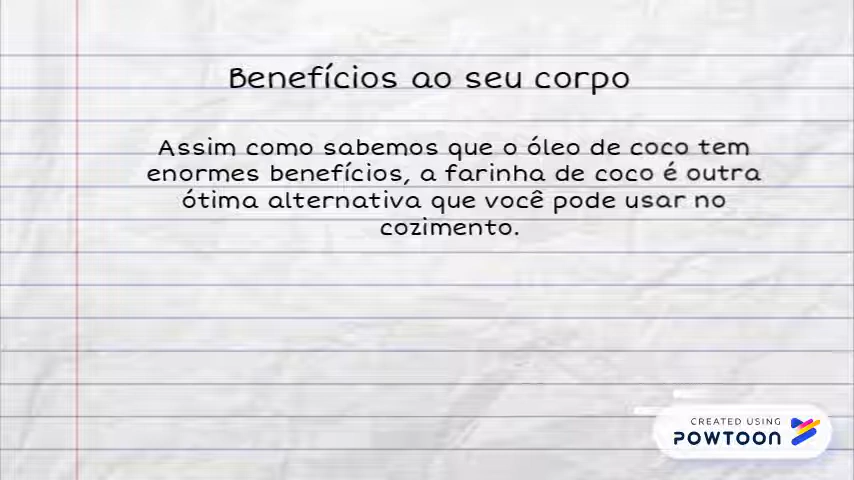 Benefícios ao seu corpo
Assim como sabemos que o óleo de coco tem
enormes benefícios, a farinha de coco é outra
ótima alternativa que você pode usar no
cozimento.
CREATED USING
POWTOON